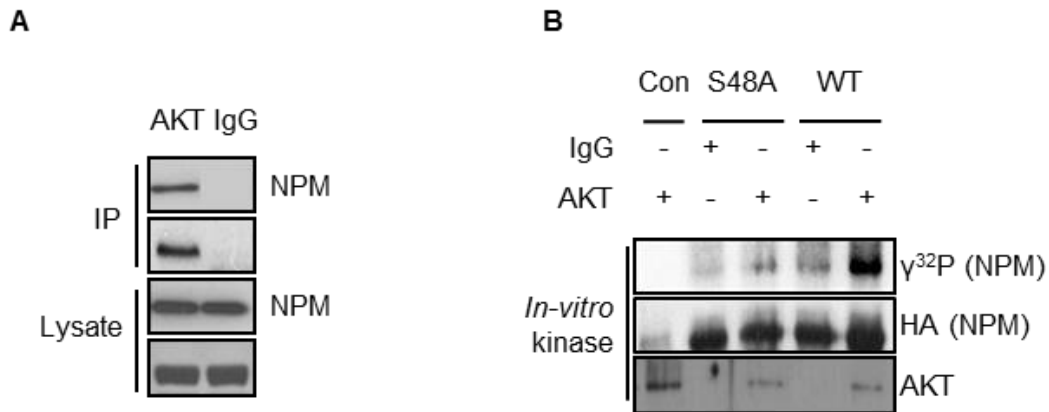 A
AKT IgG
IP
NPM
Lysate
NPM
B
Con S48A WT
IgG - + - + -
AKT + - + - +
In-vitro
kinase
γ³²P (NPM)
HA (NPM)
AKT